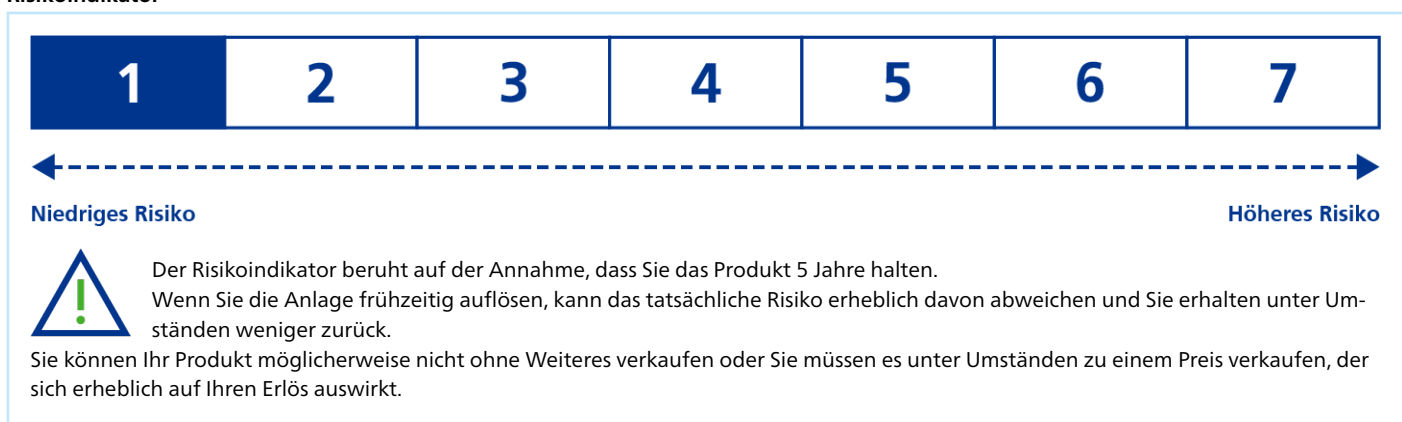 Risikoindikator
1 2 3 4 5 6 7
Niedriges Risiko Höheres Risiko
Der Risikoindikator beruht auf der Annahme, dass Sie das Produkt 5 Jahre halten.
Wenn Sie die Anlage frühzeitig auflösen, kann das tatsächliche Risiko erheblich davon abweichen und Sie erhalten unter Um-
ständen weniger zurück.
Sie können Ihr Produkt möglicherweise nicht ohne Weiteres verkaufen oder Sie müssen es unter Umständen zu einem Preis verkaufen, der
sich erheblich auf Ihren Erlös auswirkt.